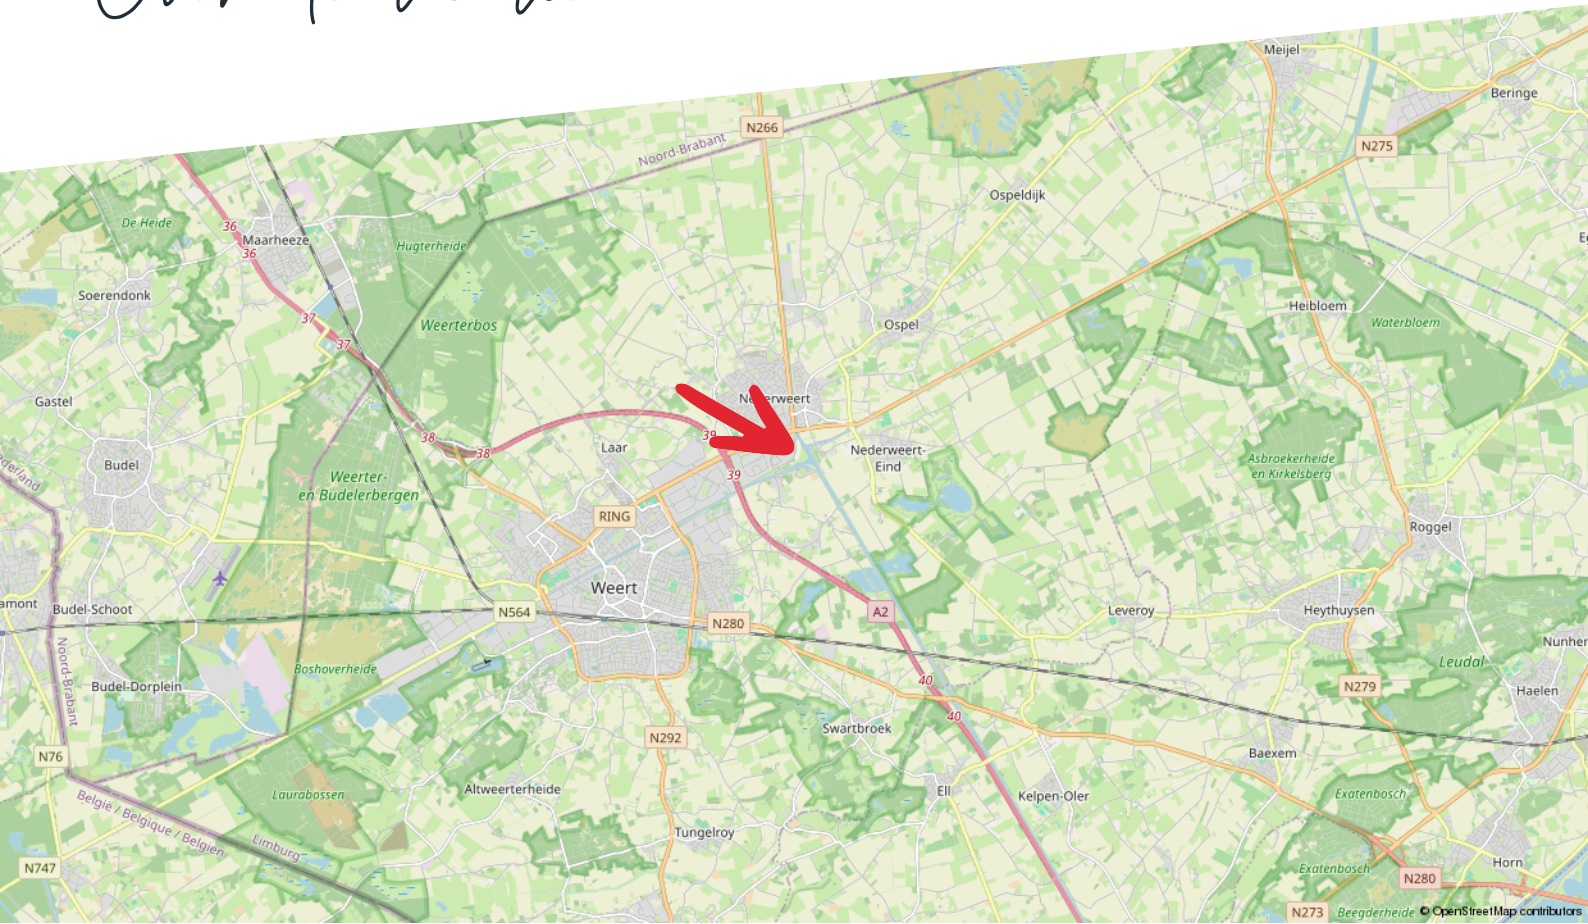 Meijel
Beringe
N266
Noord-Brabant
N275
Ospeldijk
De Heide
36
Maarheeze
36
Hugterheide
Soerendonk
Heibloem
37
Weerterbos
Ospel
Waterbloem
37
Gastel
Nederweert
38
39
Laar
38
Nederweert-
Eind
Asbroekerheide
en Kirkelsberg
Budel
39
Weerter-
en Budelerbergen
RING
Roggel
Weert
amont
Budel-Schoot
N564
A2
Leveroy
Heythuysen
N280
Noord-Brabant
Boshoverheide
Leudal
Nunher
Budel-Dorplein
40
N279
Haelen
40
Swartbroek
N292
N76
Baexem
Altweerterheide
Ell
Kelpen-Oler
Laurabossen
Exatenbosch
België / Belgique / Belgien
Tungelroy
Limburg
N747
Horn
Exatenbosch
N280
N273
Beegderheide
© OpenStreetMap contributors